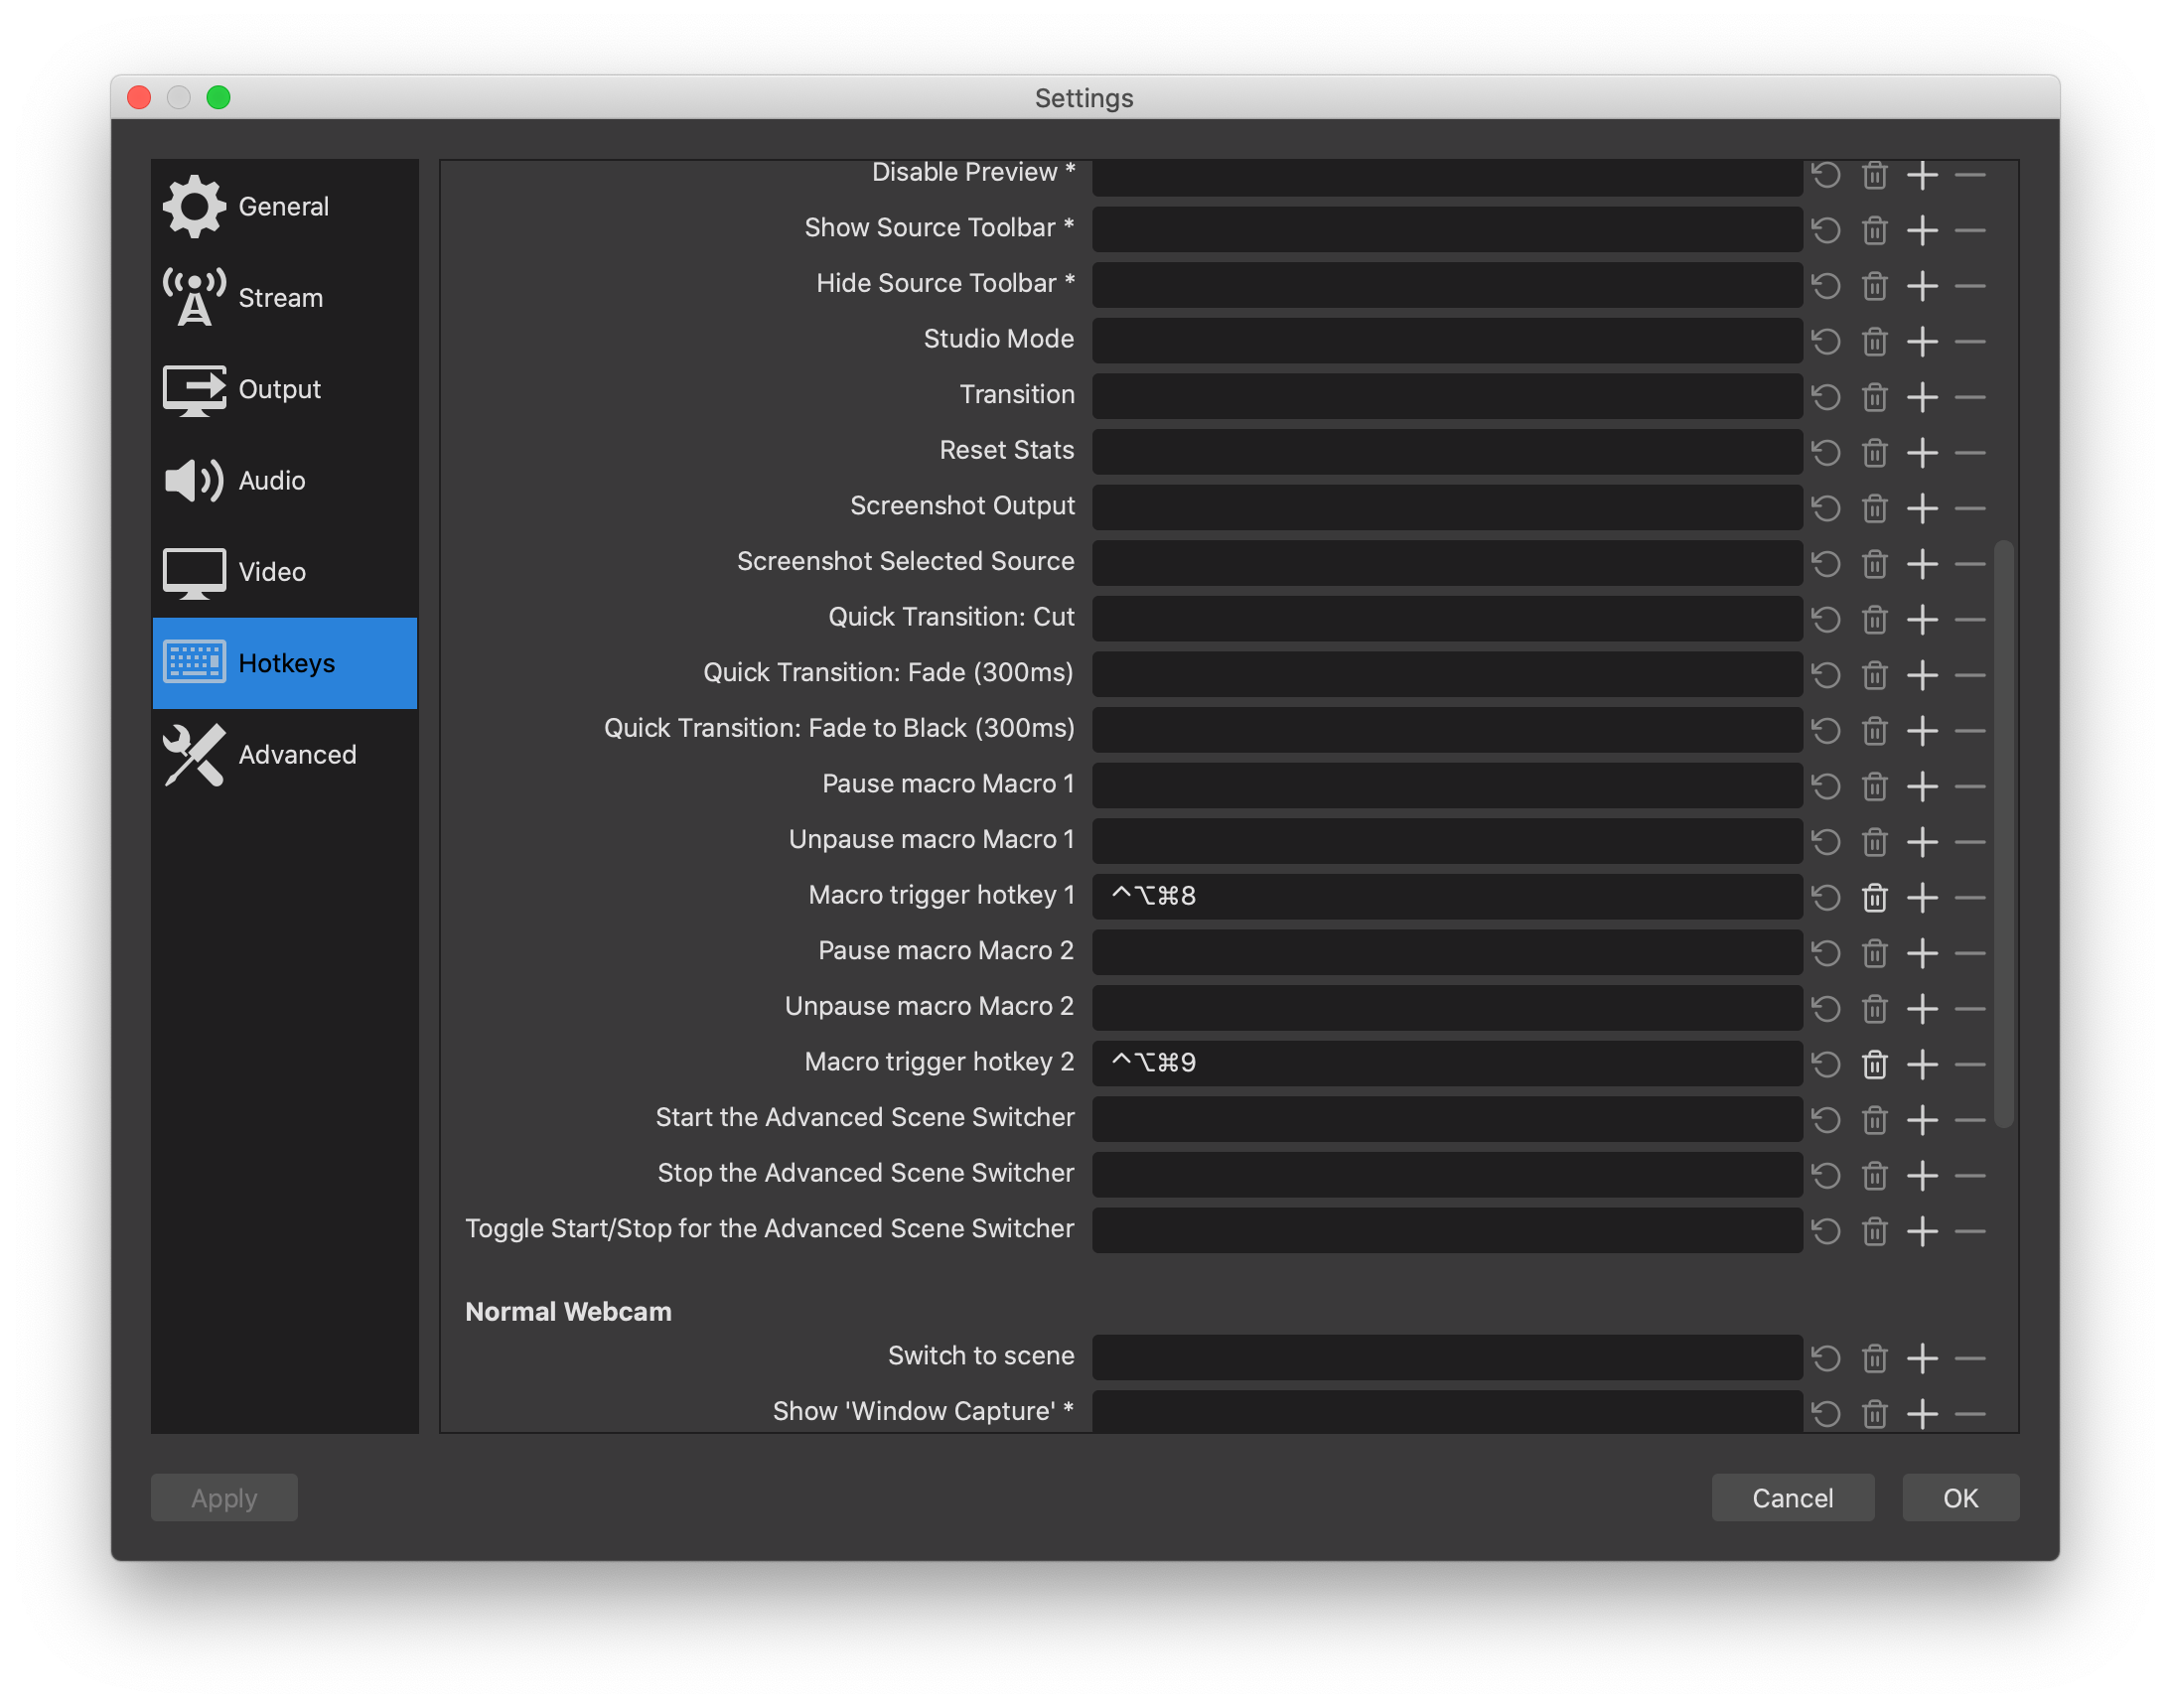 Settings
General
Stream
Output
Audio
Video
Hotkeys
Advanced
Disable Preview *
Show Source Toolbar *
Hide Source Toolbar *
Studio Mode
Transition
Reset Stats
Screenshot Output
Screenshot Selected Source
Quick Transition: Cut
Quick Transition: Fade (300ms)
Quick Transition: Fade to Black (300ms)
Pause macro Macro 1
Unpause macro Macro 1
Macro trigger hotkey 1 ^⌥⌘8
Pause macro Macro 2
Unpause macro Macro 2
Macro trigger hotkey 2 ^⌥⌘9
Start the Advanced Scene Switcher
Stop the Advanced Scene Switcher
Toggle Start/Stop for the Advanced Scene Switcher
Normal Webcam
Switch to scene
Show 'Window Capture' *
Apply Cancel OK